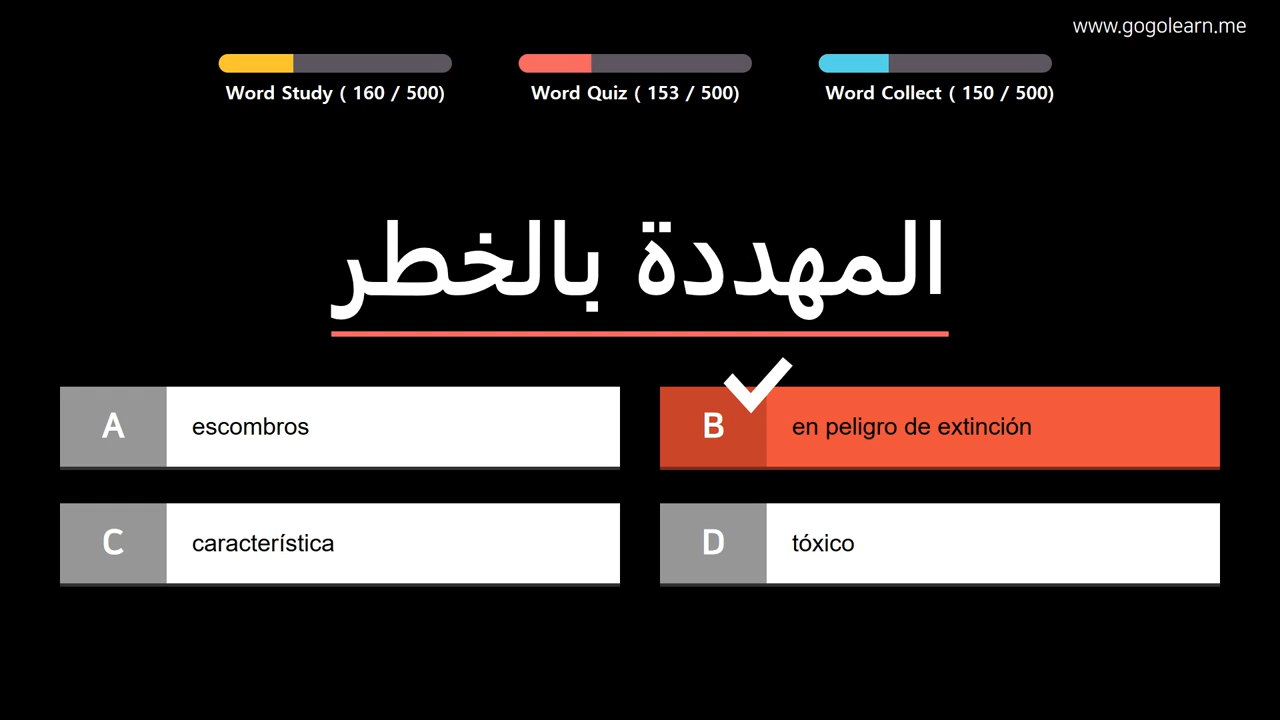 www.gogolearn.me
Word Study ( 160 / 500)
Word Quiz ( 153 / 500)
Word Collect ( 150 / 500)
المهددة بالخطر
A
escombros
B
en peligro de extinción
C
característica
D
tóxico